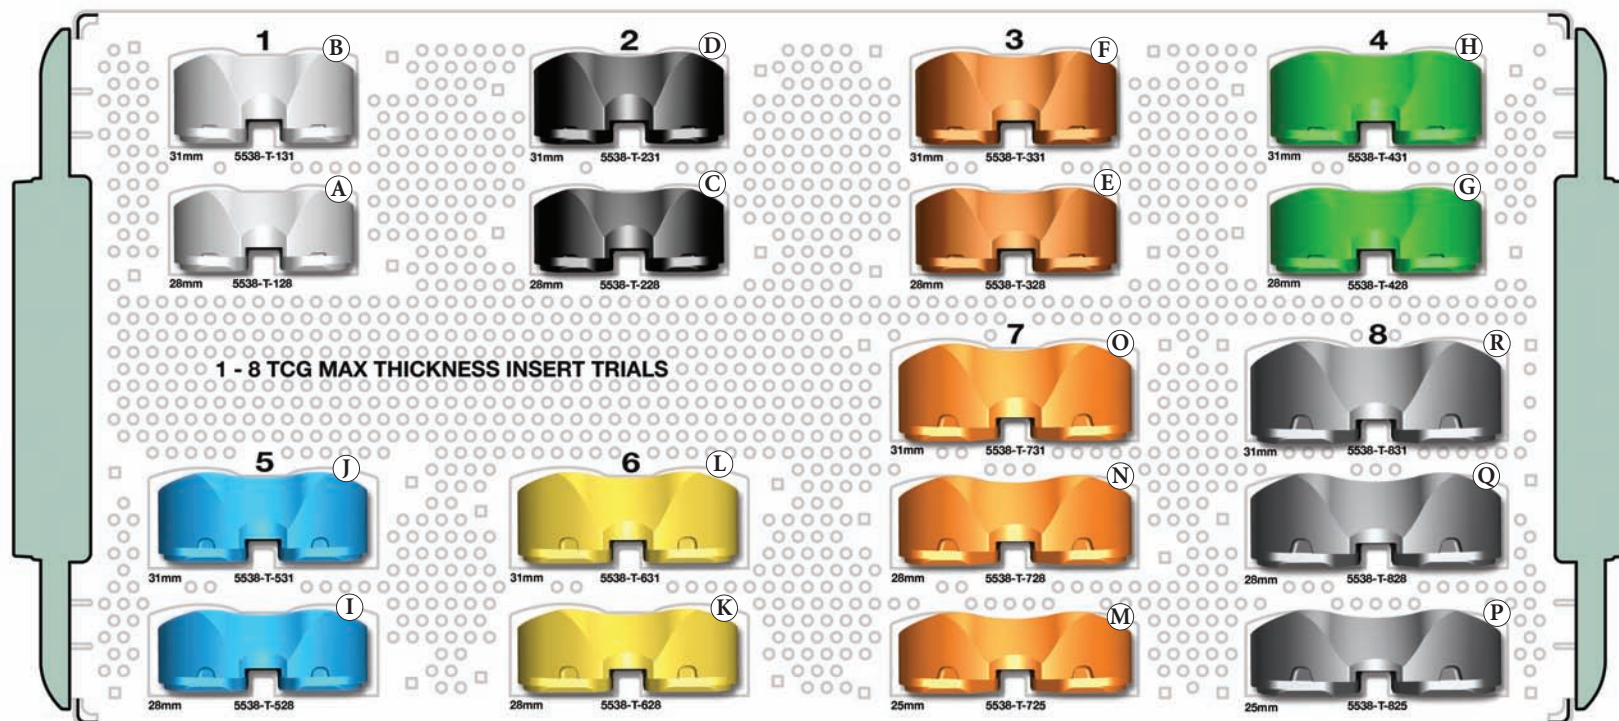 1 B 2 D 3 F 4 H
31mm 5538-T-131 31mm 5538-T-231 31mm 5538-T-331 31mm 5538-T-431
A C E G
28mm 5538-T-128 28mm 5538-T-228 28mm 5538-T-328 28mm 5538-T-428
7 O 8 R
1 - 8 TCG MAX THICKNESS INSERT TRIALS
31mm 5538-T-731 31mm 5538-T-831
5 J 6 L N Q
31mm 5538-T-531 31mm 5538-T-631 28mm 5538-T-728 28mm 5538-T-828
I K M P
28mm 5538-T-528 28mm 5538-T-628 25mm 5538-T-725 25mm 5538-T-825